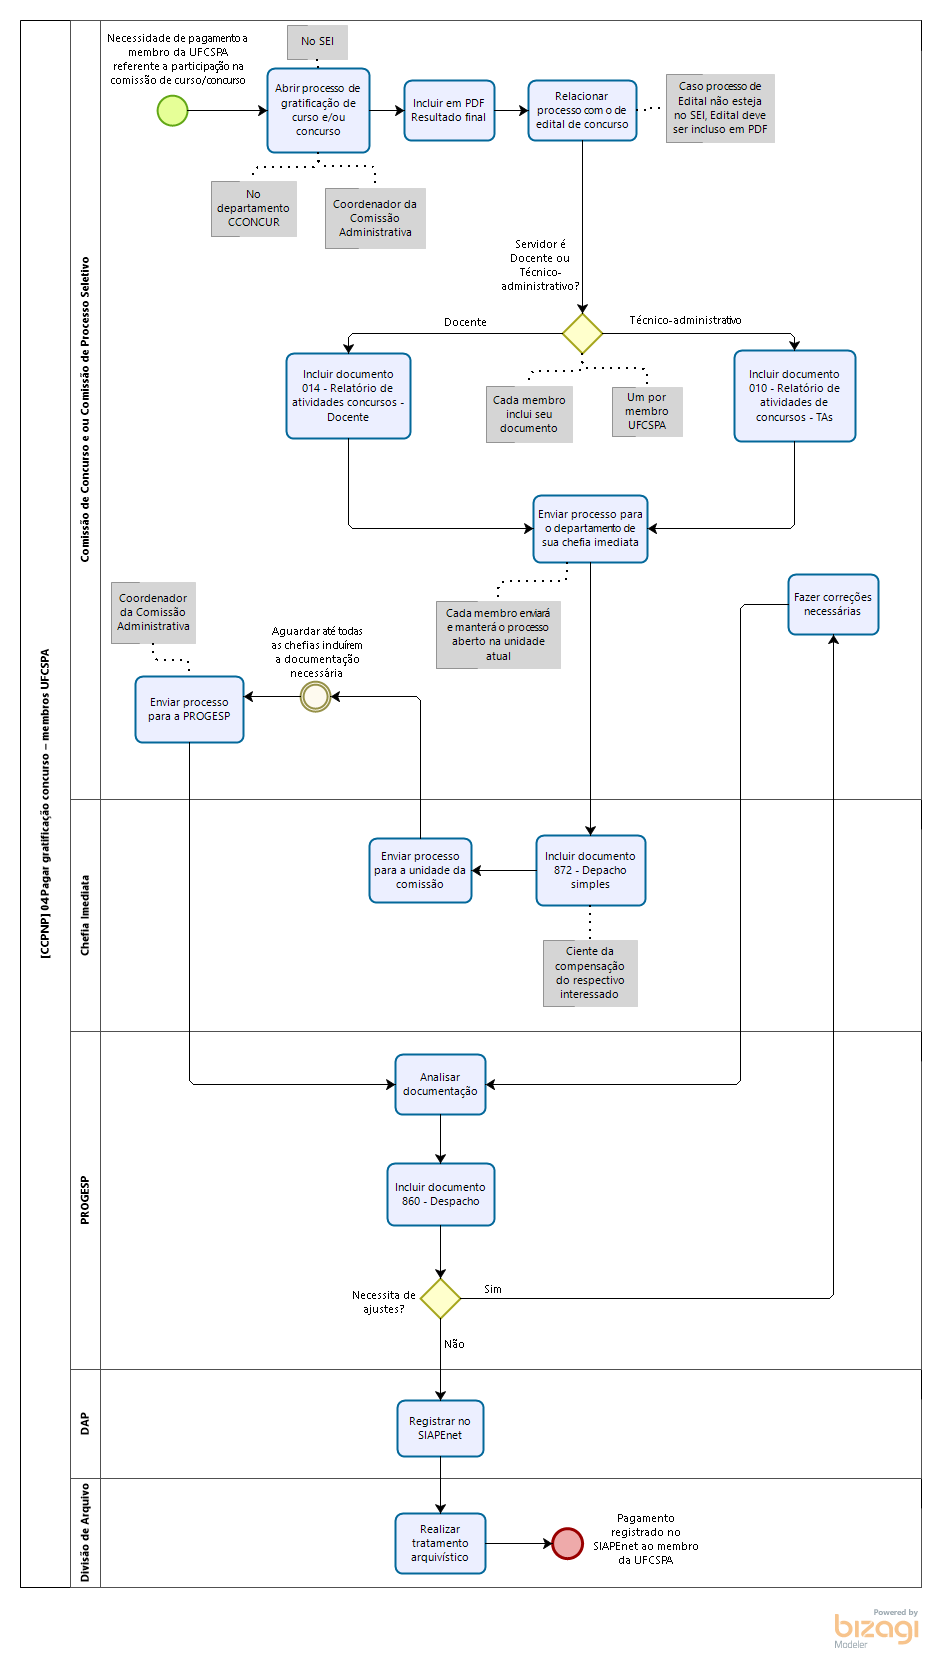 [CCPNP] 04 Pagar gratificação concurso – membros UFCSPA
Comissão de Concurso e ou Comissão de Processo Seletivo
Necessidade de pagamento a
membro da UFCSPA
referente a participação na
comissão de curso/concurso
No SEI
Abrir processo de
gratificação de
curso e/ou
concurso
Incluir em PDF
Resultado final
Relacionar
processo com o de
edital de concurso
Caso processo de
Edital não esteja
no SEI, Edital deve
ser incluso em PDF
No
departamento
CCONCUR
Coordenador da
Comissão
Administrativa
Servidor é
Docente ou
Técnico-
administrativo?
Docente
Técnico-administrativo
Incluir documento
014 - Relatório de
atividades concursos -
Docente
Cada membro
inclui seu
documento
Um por
membro
UFCSPA
Incluir documento
010 - Relatório de
atividades de
concursos - TAs
Enviar processo para
o departamento de
sua chefia imediata
Cada membro enviará
e manterá o processo
aberto na unidade
atual
Fazer correções
necessárias
Coordenador
da Comissão
Administrativa
Aguardar até todas
as chefias incluírem
a documentação
necessária
Enviar processo
para a PROGESP
Chefia Imediata
Enviar processo
para a unidade da
comissão
Incluir documento
872 - Depacho
simples
Ciente da
compensação
do respectivo
interessado
PROGESP
Analisar
documentação
Incluir documento
860 - Despacho
Necessita de
ajustes?
Sim
Não
DAP
Registrar no
SIAPEnet
Divisão de Arquivo
Realizar
tratamento
arquivístico
Pagamento
registrado no
SIAPEnet ao membro
da UFCSPA
Powered by
bizagi
Modeler